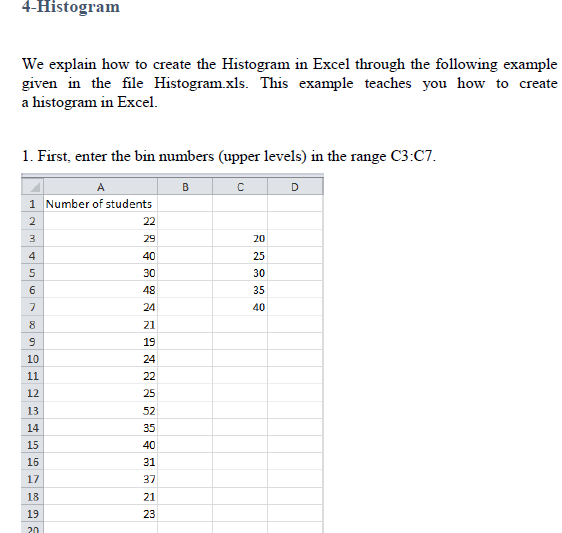 4-Histogram
We explain how to create the Histogram in Excel through the following example
given in the file Histogram.xls. This example teaches you how to create
a histogram in Excel.
1. First, enter the bin numbers (upper levels) in the range C3:C7.
A B C D
1 Number of students
2 22
3 29 20
4 40 25
5 30 30
6 48 35
7 24 40
8 21
9 19
10 24
11 22
12 25
13 52
14 35
15 40
16 31
17 37
18 21
19 23
20